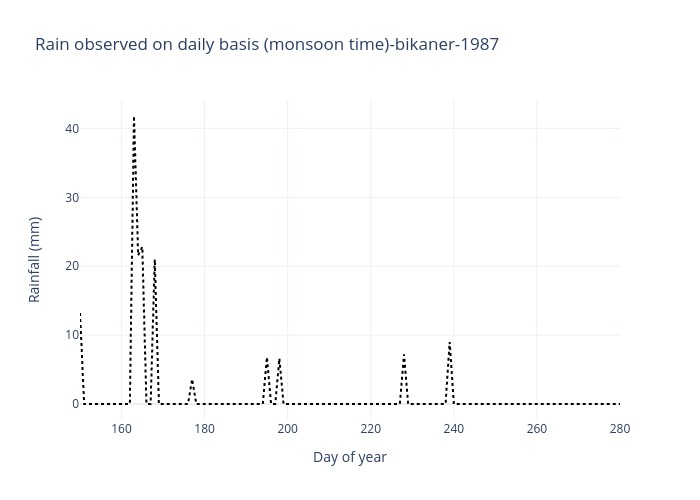 Rain observed on daily basis (monsoon time)-bikaner-1987
Rainfall (mm)
40
30
20
10
0
160 180 200 220 240 260 280
Day of year